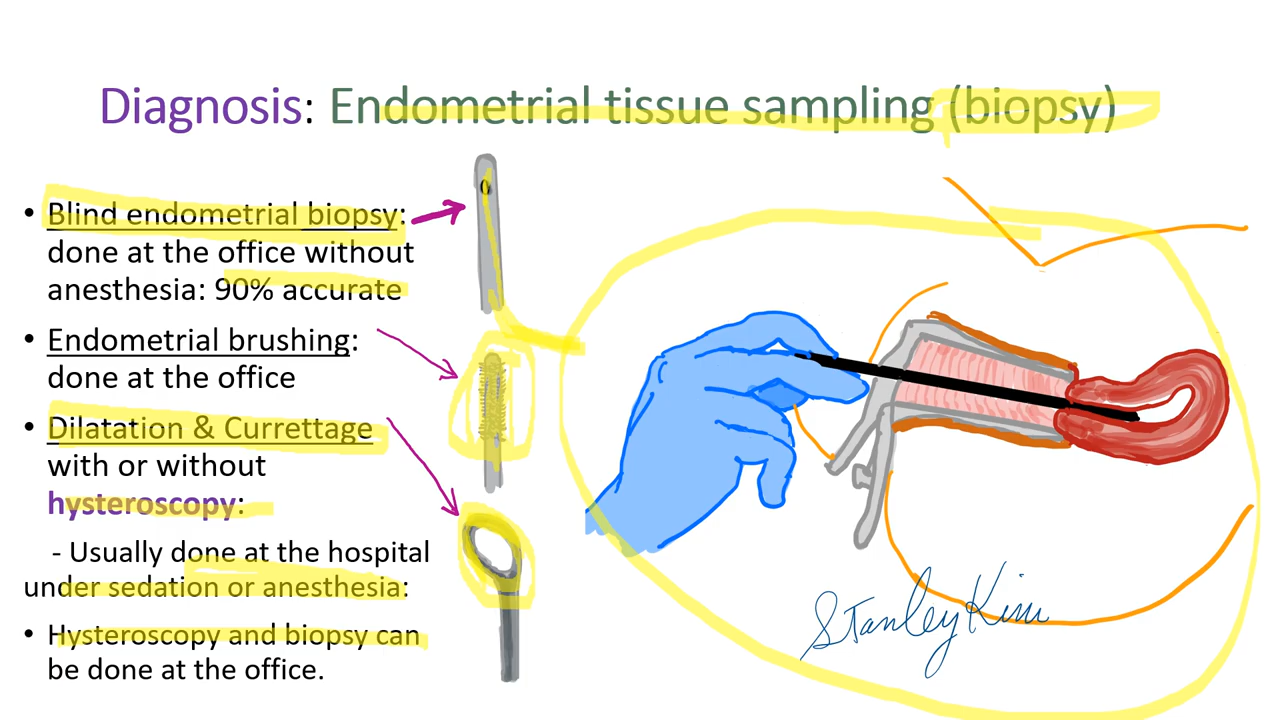 Diagnosis: Endometrial tissue sampling (biopsy)
• Blind endometrial biopsy:
done at the office without
anesthesia: 90% accurate
• Endometrial brushing:
done at the office
• Dilatation & Currettage
with or without
hysteroscopy:
- Usually done at the hospital
under sedation or anesthesia:
• Hysteroscopy and biopsy can
be done at the office.
Stanley Kim